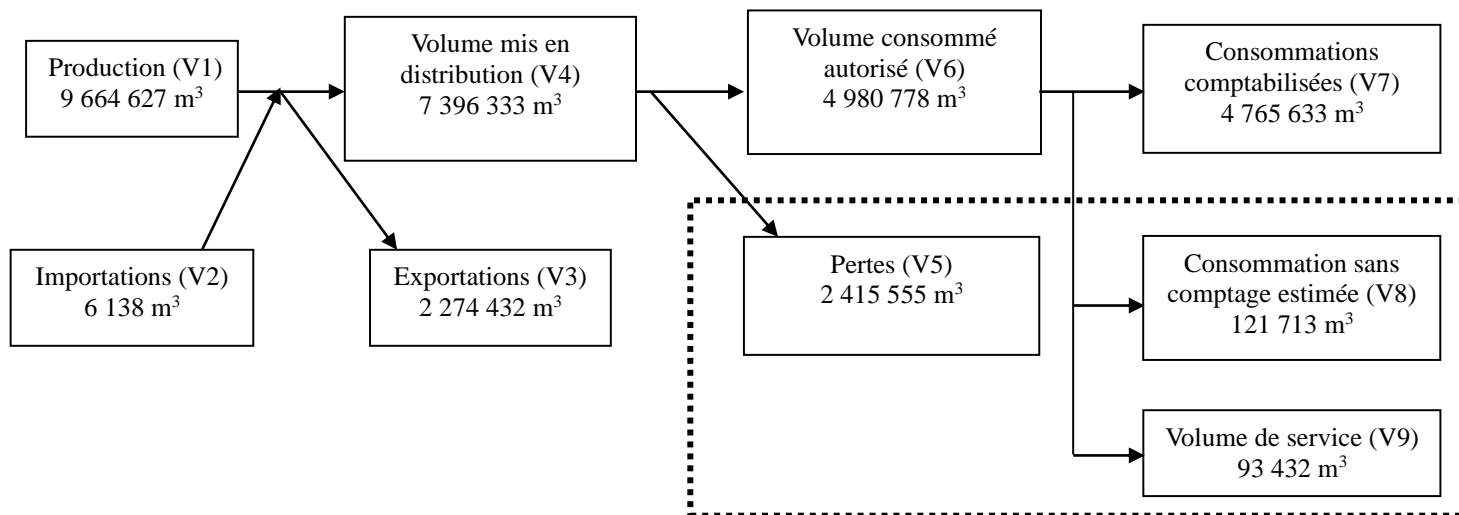 Production (V1)
9 664 627 m³
Volume mis en
distribution (V4)
7 396 333 m³
Volume consommé
autorisé (V6)
4 980 778 m³
Consommations
comptabilisées (V7)
4 765 633 m³
Importations (V2)
6 138 m³
Exportations (V3)
2 274 432 m³
Pertes (V5)
2 415 555 m³
Consommation sans
comptage estimée (V8)
121 713 m³
Volume de service (V9)
93 432 m³